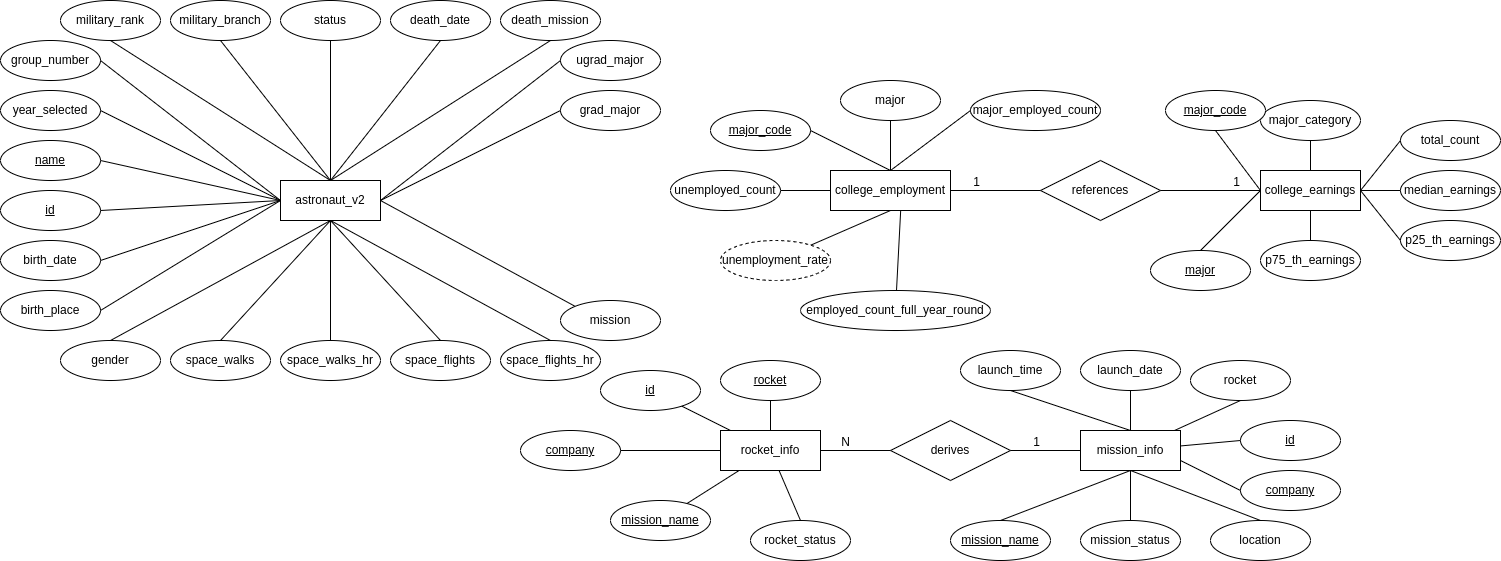 military_rank
military_branch
status
death_date
death_mission
group_number
ugrad_major
year_selected
grad_major
name
id
astronaut_v2
birth_date
birth_place
mission
gender
space_walks
space_walks_hr
space_flights
space_flights_hr
major
major_employed_count
major_code
unemployed_count
college_employment
1
references
1
unemployment_rate
employed_count_full_year_round
major_code
major_category
total_count
college_earnings
median_earnings
p25_th_earnings
major
p75_th_earnings
id
rocket
company
rocket_info
N
derives
1
mission_name
rocket_status
launch_time
launch_date
rocket
mission_info
id
company
mission_name
mission_status
location